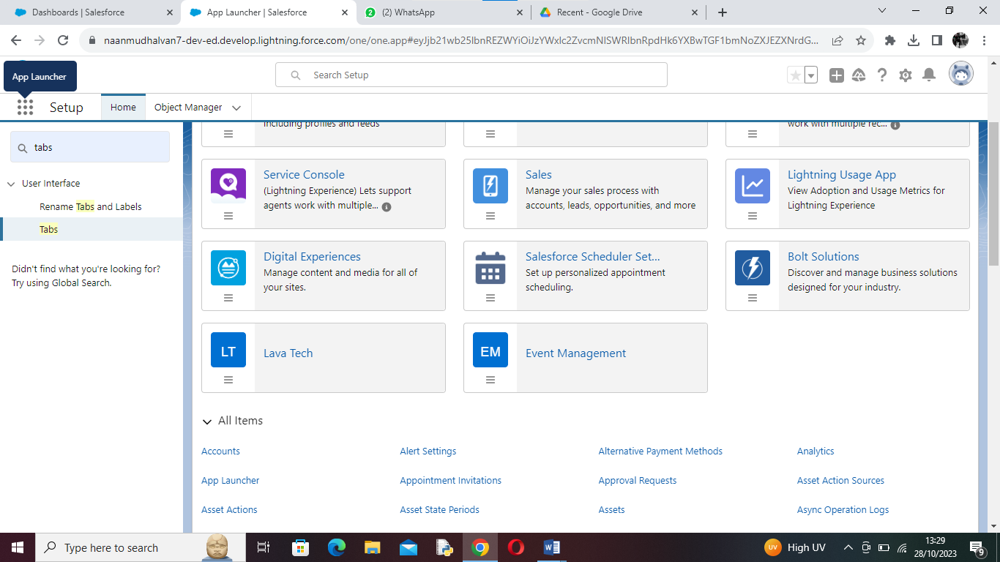 Dashboards | Salesforce
App Launcher | Salesforce
(2) WhatsApp
Recent - Google Drive
naanmudhalvan7-dev-ed.develop.lightning.force.com/one/one.app#eyJjb21wb25lbnREZWYiOiJzYWxlc2ZvcmNlSWRlbnRpdHk6YXBwTGF1bmNoZXJEZXNrdG...
App Launcher
Search Setup
Setup
Home
Object Manager
tabs
User Interface
Rename Tabs and Labels
Tabs
Didn't find what you're looking for?
Try using Global Search.
including profiles and feeds
work with multiple rec...
Service Console
(Lightning Experience) Lets support
agents work with multiple...
Sales
Manage your sales process with
accounts, leads, opportunities, and more
Lightning Usage App
View Adoption and Usage Metrics for
Lightning Experience
Digital Experiences
Manage content and media for all of
your sites.
Salesforce Scheduler Set...
Set up personalized appointment
scheduling.
Bolt Solutions
Discover and manage business solutions
designed for your industry.
LT
Lava Tech
EM
Event Management
All Items
Accounts
Alert Settings
Alternative Payment Methods
Analytics
App Launcher
Appointment Invitations
Approval Requests
Asset Action Sources
Asset Actions
Asset State Periods
Assets
Async Operation Logs
Type here to search
UV
High UV
13:29
28/10/2023
9